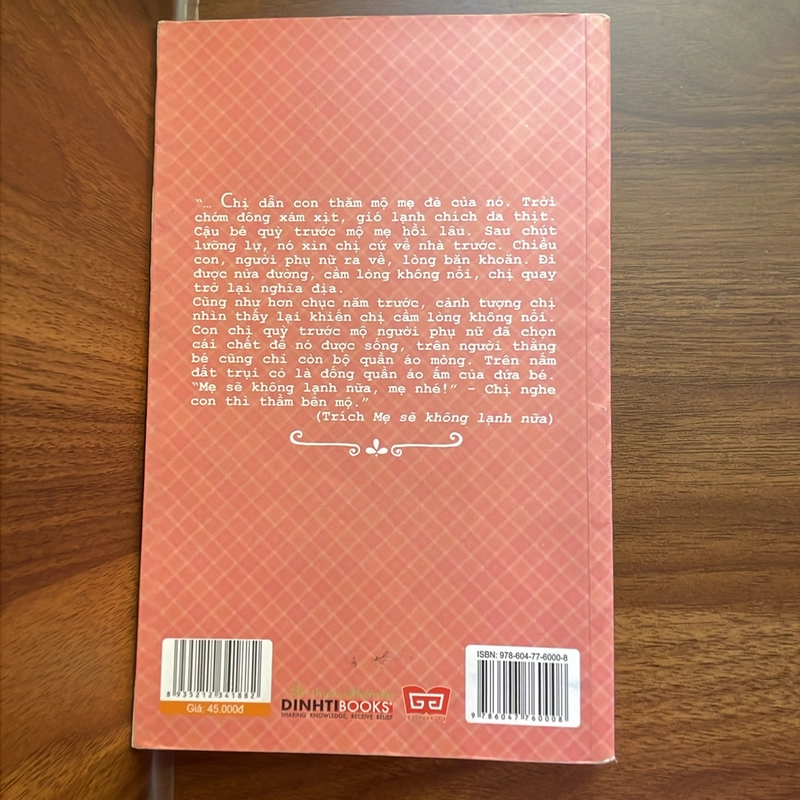 "… Chị dẫn con thăm mộ mẹ đẻ của nó. Trời
chớm đông xám xịt, gió lạnh chích da thịt.
Cậu bé quỳ trước mộ mẹ hồi lâu. Sau chút
lưỡng lự, nó xin chị cứ về nhà trước. Chiều
con, người phụ nữ ra về, lòng băn khoăn. Đi
được nửa đường, cầm lòng không nổi, chị quay
trở lại nghĩa địa.
Cũng như hơn chục năm trước, cảnh tượng chị
nhìn thấy lại khiến chị cầm lòng không nổi.
Con chị quỳ trước mộ người phụ nữ đã chọn
cái chết để nó được sống, trên người thằng
bé cũng chỉ còn bộ quần áo mỏng. Trên nấm
đất trụi cỏ là đống quần áo ấm của đứa bé.
"Mẹ sẽ không lạnh nữa, mẹ nhé!" - Chị nghe
con thì thầm bên mộ."
(Trích Mẹ sẽ không lạnh nữa)
8 935212 341882
Giá: 45.000đ
DINHTIBOOKS
SHARING KNOWLEDGE, RECEIVE BELIEF
ISBN: 978-604-77-6000-8
9 786047 760008